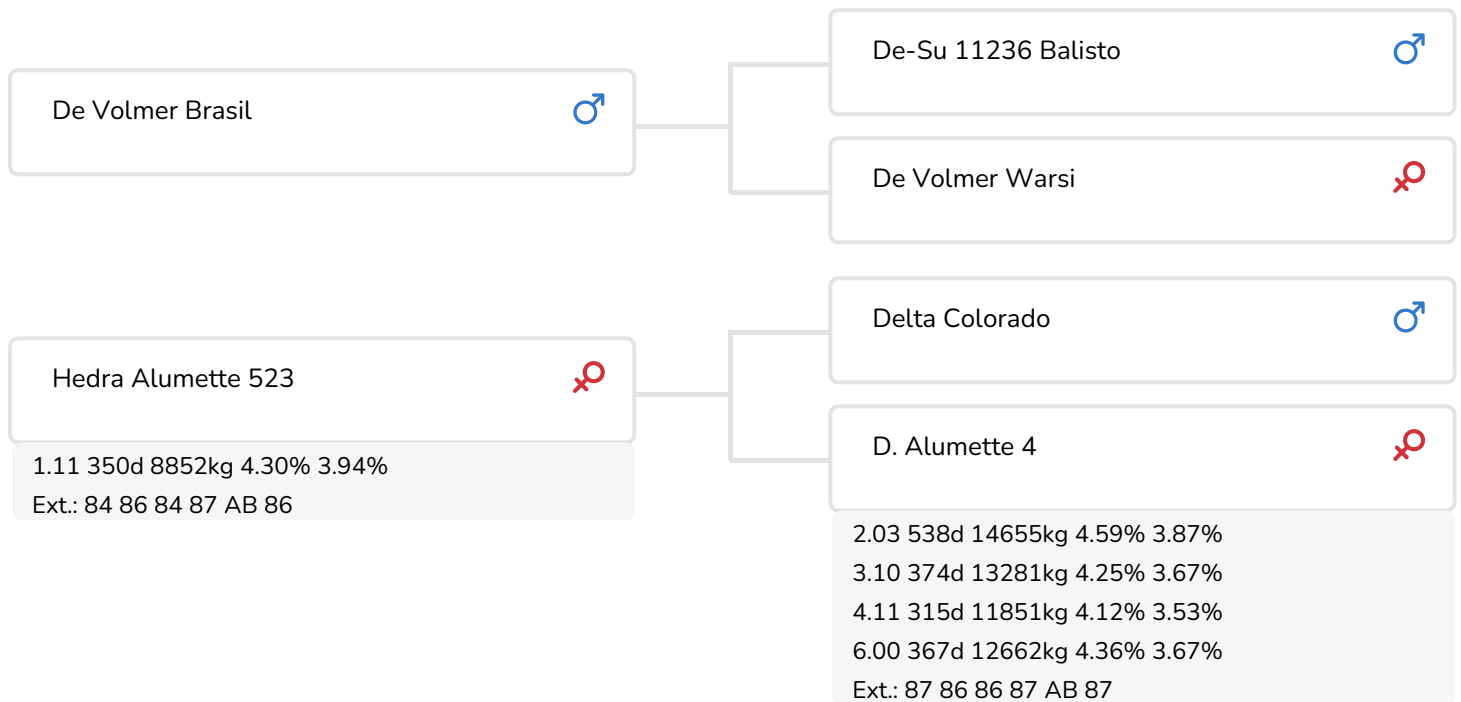 De Volmer Brasil
De-Su 11236 Balisto
De Volmer Warsi
Hedra Alumette 523
1.11 350d 8852kg 4.30% 3.94%
Ext.: 84 86 84 87 AB 86
Delta Colorado
D. Alumette 4
2.03 538d 14655kg 4.59% 3.87%
3.10 374d 13281kg 4.25% 3.67%
4.11 315d 11851kg 4.12% 3.53%
6.00 367d 12662kg 4.36% 3.67%
Ext.: 87 86 86 87 AB 87